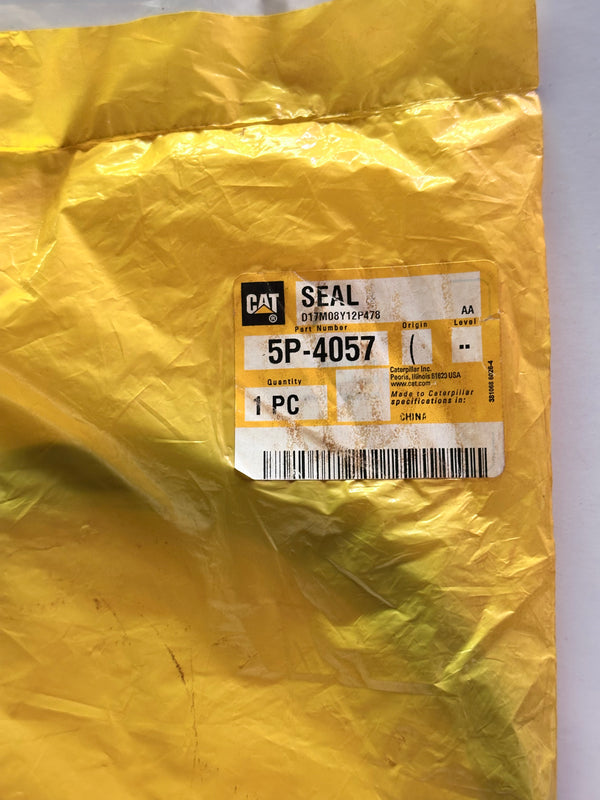 CAT
®
SEAL
D17M08Y12P478
AA
Part Number
Origin
Level
5P-4057
(
--
Quantity
1 PC
Caterpillar Inc.
Peoria, Illinois 61629 USA
www.cat.com
Made to Caterpillar
specifications in:
CHINA